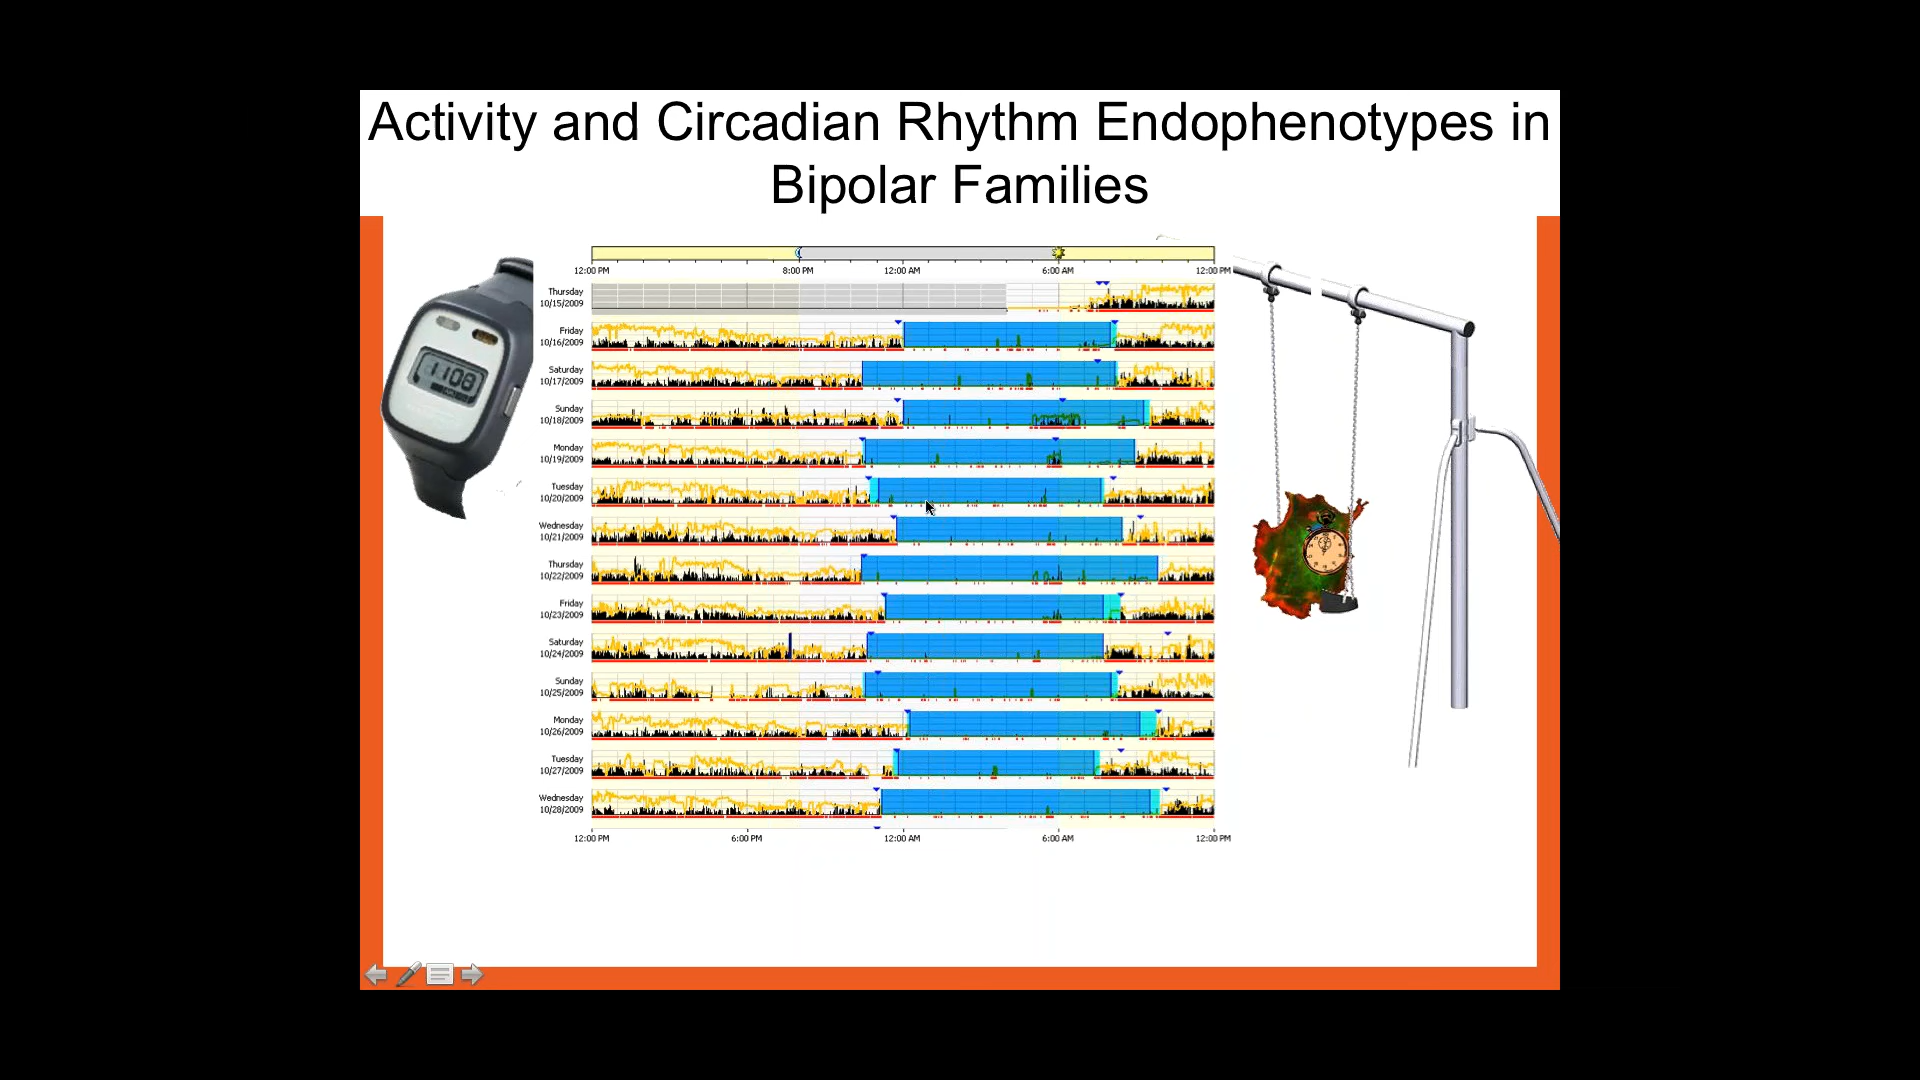 Activity and Circadian Rhythm Endophenotypes in
Bipolar Families
12:00 PM 8:00 PM 12:00 AM 6:00 AM 12:00 PM
Thursday
10/15/2009
Friday
10/16/2009
Saturday
10/17/2009
Sunday
10/18/2009
Monday
10/19/2009
Tuesday
10/20/2009
Wednesday
10/21/2009
Thursday
10/22/2009
Friday
10/23/2009
Saturday
10/24/2009
Sunday
10/25/2009
Monday
10/26/2009
Tuesday
10/27/2009
Wednesday
10/28/2009
12:00 PM 6:00 PM 12:00 AM 6:00 AM 12:00 PM
1108